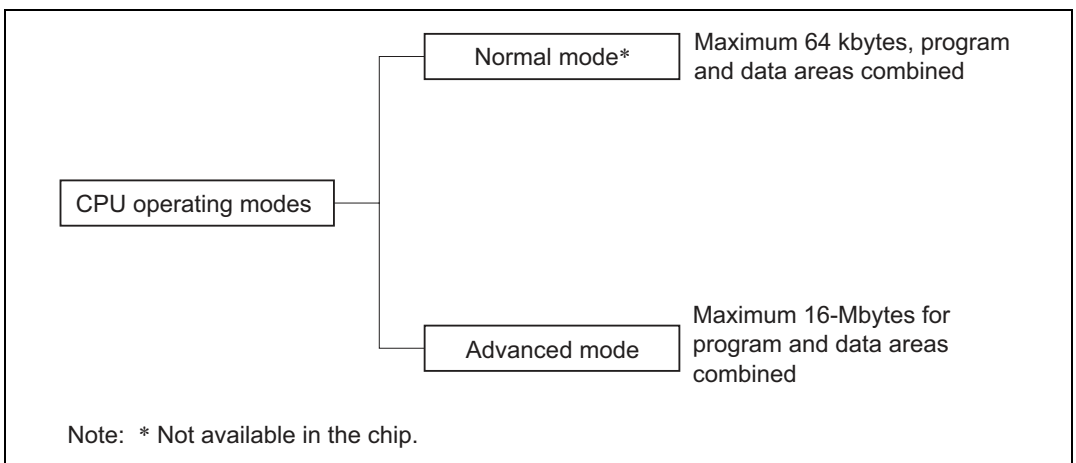 Normal mode*
Maximum 64 kbytes, program
and data areas combined
CPU operating modes
Advanced mode
Maximum 16-Mbytes for
program and data areas
combined
Note: * Not available in the chip.